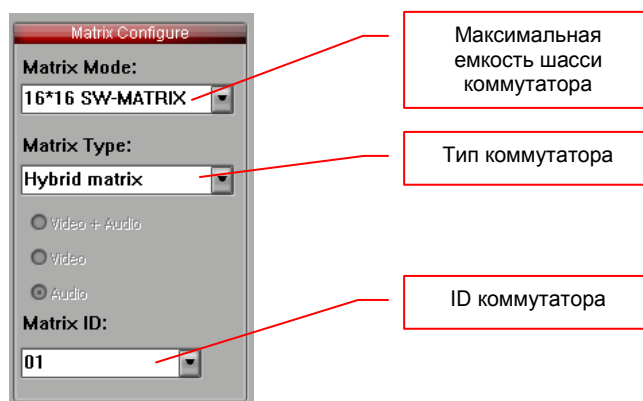 Matrix Configure
Matrix Mode:
16*16 SW-MATRIX
Matrix Type:
Hybrid matrix
Video + Audio
Video
Audio
Matrix ID:
01
Максимальная
емкость шасси
коммутатора
Тип коммутатора
ID коммутатора